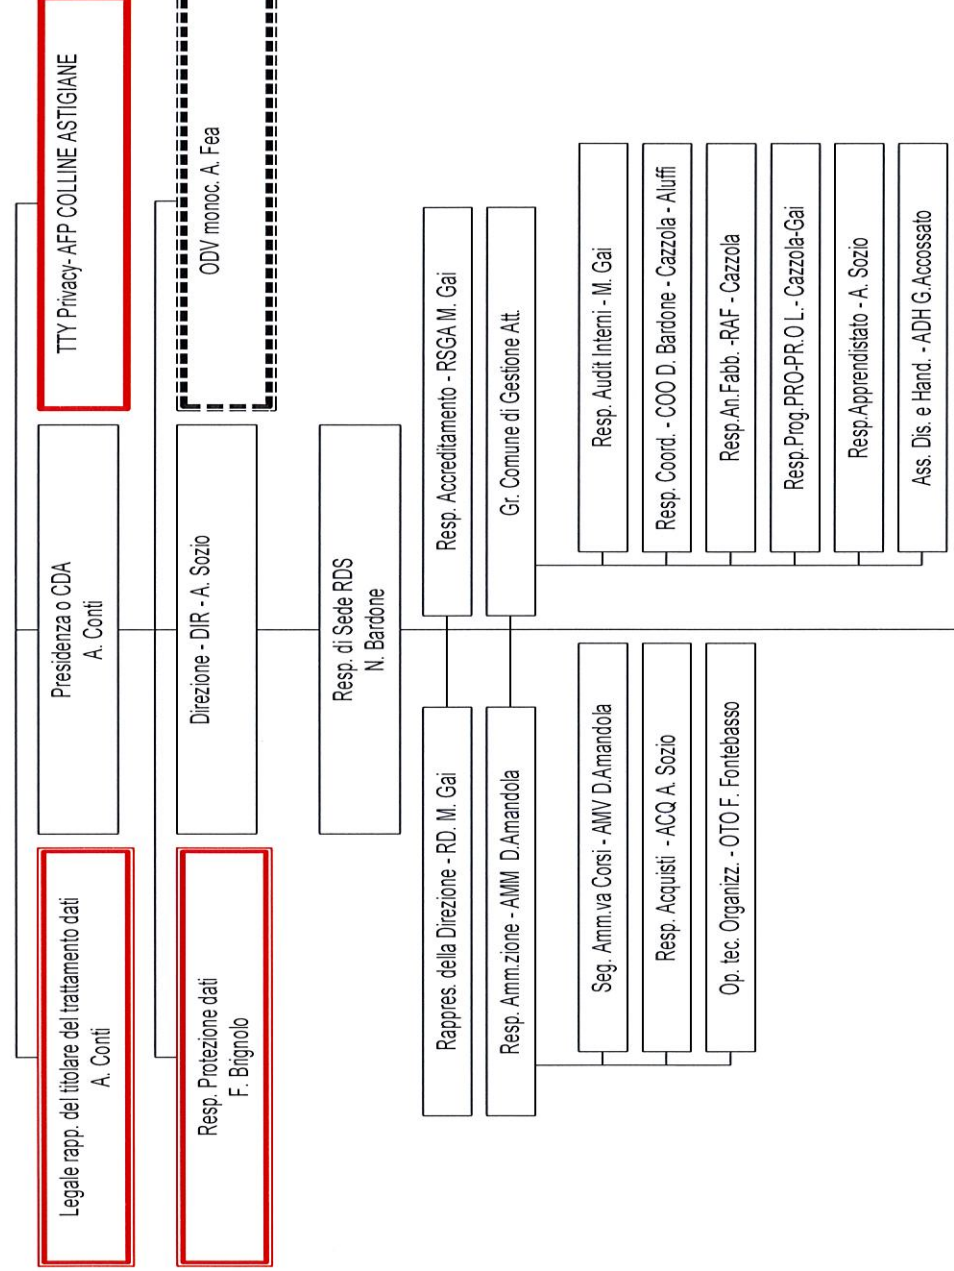 Legale rapp. del titolare del trattamento dati
A. Conti
Presidenza o CDA
A. Conti
TTY Privacy- AFP COLLINE ASTIGIANE
Resp. Protezione dati
F. Brignolo
Direzione - DIR - A. Sozio
ODV monoc. A. Fea
Resp. di Sede RDS
N. Bardone
Rappres. della Direzione - RD. M. Gai
Resp. Accreditamento - RSGA M. Gai
Resp. Amm.zione - AMM D.Amandola
Gr. Comune di Gestione Att.
Seg. Amm.va Corsi - AMV D.Amandola
Resp. Acquisti - ACQ A. Sozio
Op. tec. Organizz. - OTO F. Fontebasso
Resp. Audit Interni - M. Gai
Resp. Coord. - COO D. Bardone - Cazzola - Aluffi
Resp.An.Fabb. -RAF - Cazzola
Resp.Prog.PRO-PR.O L.- Cazzola-Gai
Resp.Apprendistato - A. Sozio
Ass. Dis. e Hand. - ADH G.Accossato